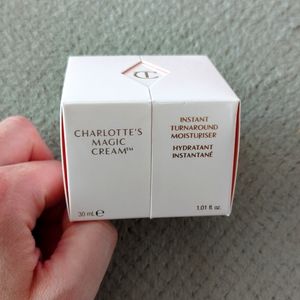 CHARLOTTE'S
MAGIC
CREAM™
30 mL ℮
INSTANT
TURNAROUND
MOISTURISER
HYDRATANT
INSTANTANÉ
1.01 fl. oz.